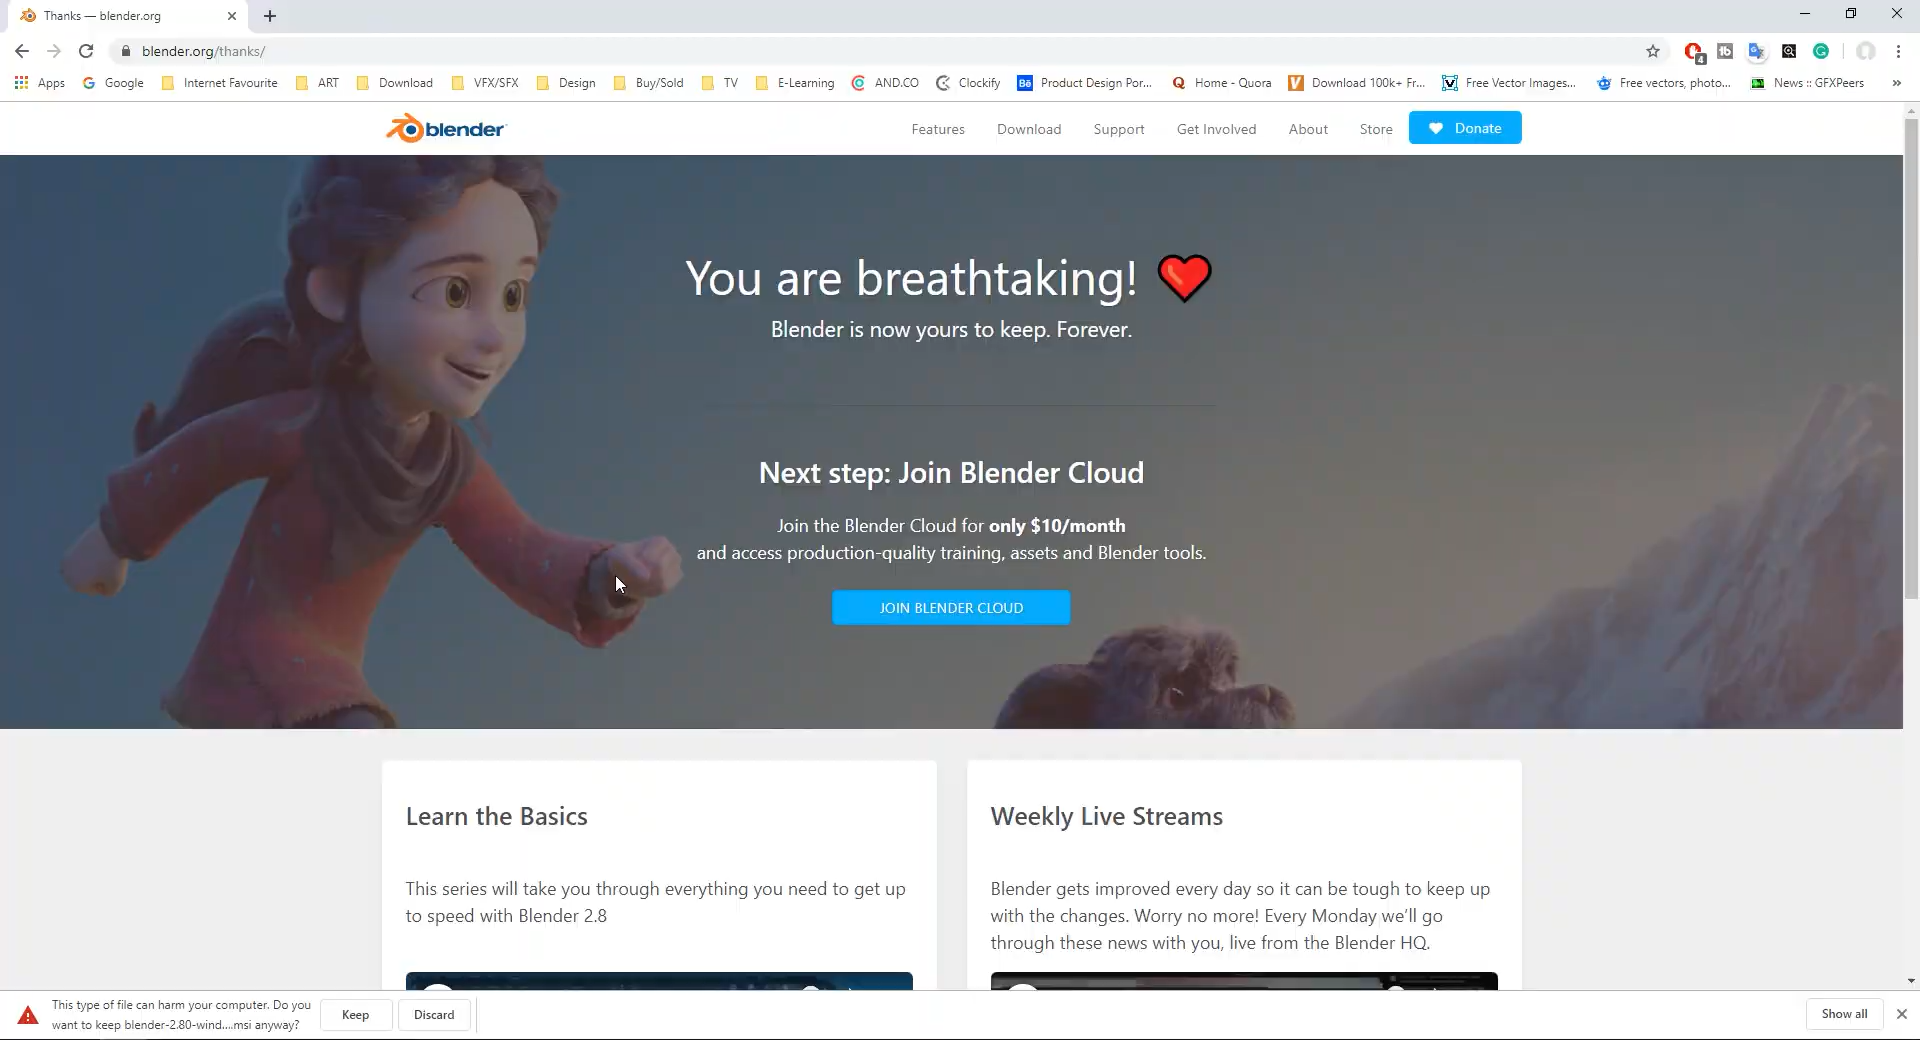 Thanks — blender.org
blender.org/thanks/
4
Apps
Google
Internet Favourite
ART
Download
VFX/SFX
Design
Buy/Sold
TV
E-Learning
AND.CO
Clockify
Bē
Product Design Por...
Home - Quora
Download 100k+ Fr...
Free Vector Images...
Free vectors, photo...
News :: GFXPeers
»
blender
Features
Download
Support
Get Involved
About
Store
Donate
You are breathtaking!
Blender is now yours to keep. Forever.
Next step: Join Blender Cloud
Join the Blender Cloud for only $10/month
and access production-quality training, assets and Blender tools.
JOIN BLENDER CLOUD
Learn the Basics
This series will take you through everything you need to get up
to speed with Blender 2.8
Weekly Live Streams
Blender gets improved every day so it can be tough to keep up
with the changes. Worry no more! Every Monday we’ll go
through these news with you, live from the Blender HQ.
This type of file can harm your computer. Do you
want to keep blender-2.80-wind....msi anyway?
Keep
Discard
Show all